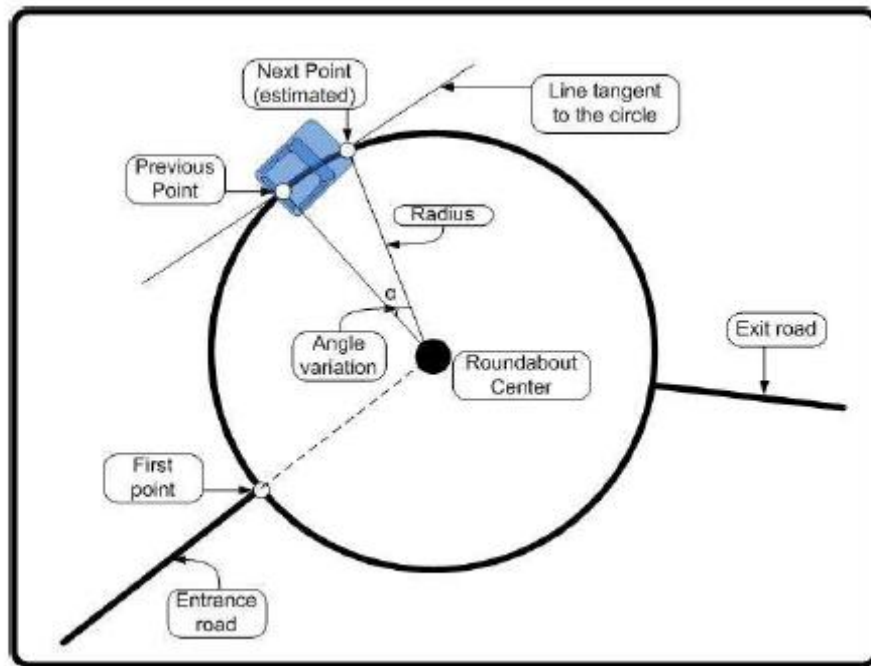 Next Point
(estimated)
Line tangent
to the circle
Previous
Point
Radius
α
Angle
variation
Exit road
Roundabout
Center
First
point
Entrance
road